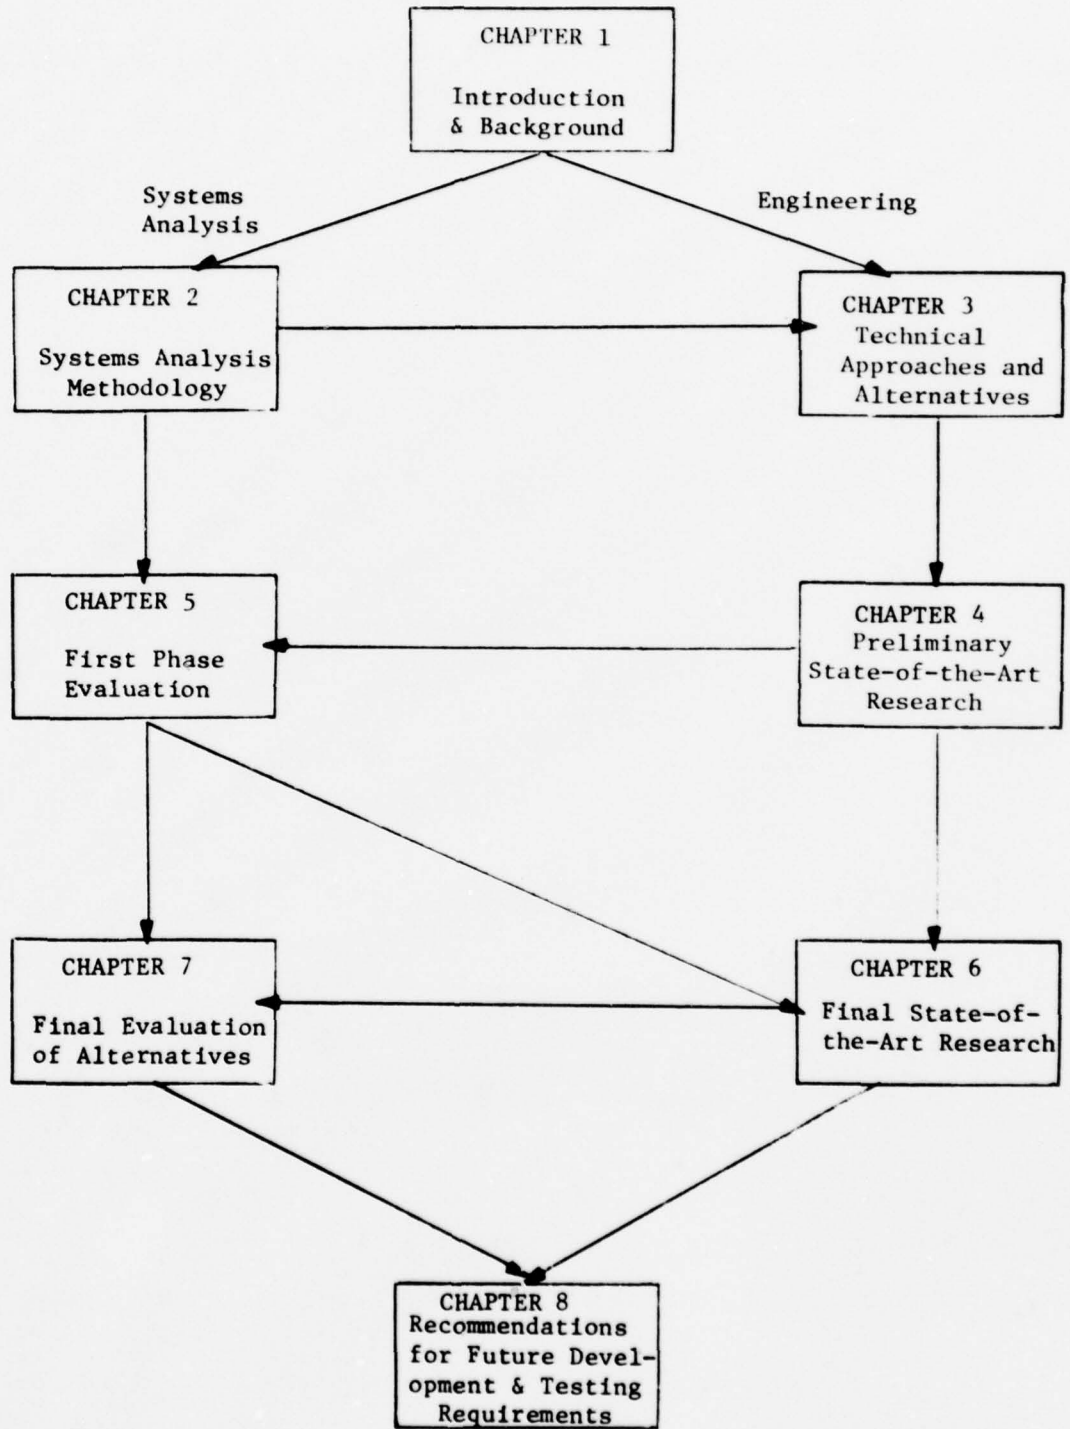 CHAPTER 1
Introduction
& Background
Systems
Analysis
Engineering
CHAPTER 2
Systems Analysis
Methodology
CHAPTER 3
Technical
Approaches and
Alternatives
CHAPTER 5
First Phase
Evaluation
CHAPTER 4
Preliminary
State-of-the-Art
Research
CHAPTER 7
Final Evaluation
of Alternatives
CHAPTER 6
Final State-of-
the-Art Research
CHAPTER 8
Recommendations
for Future Devel-
opment & Testing
Requirements